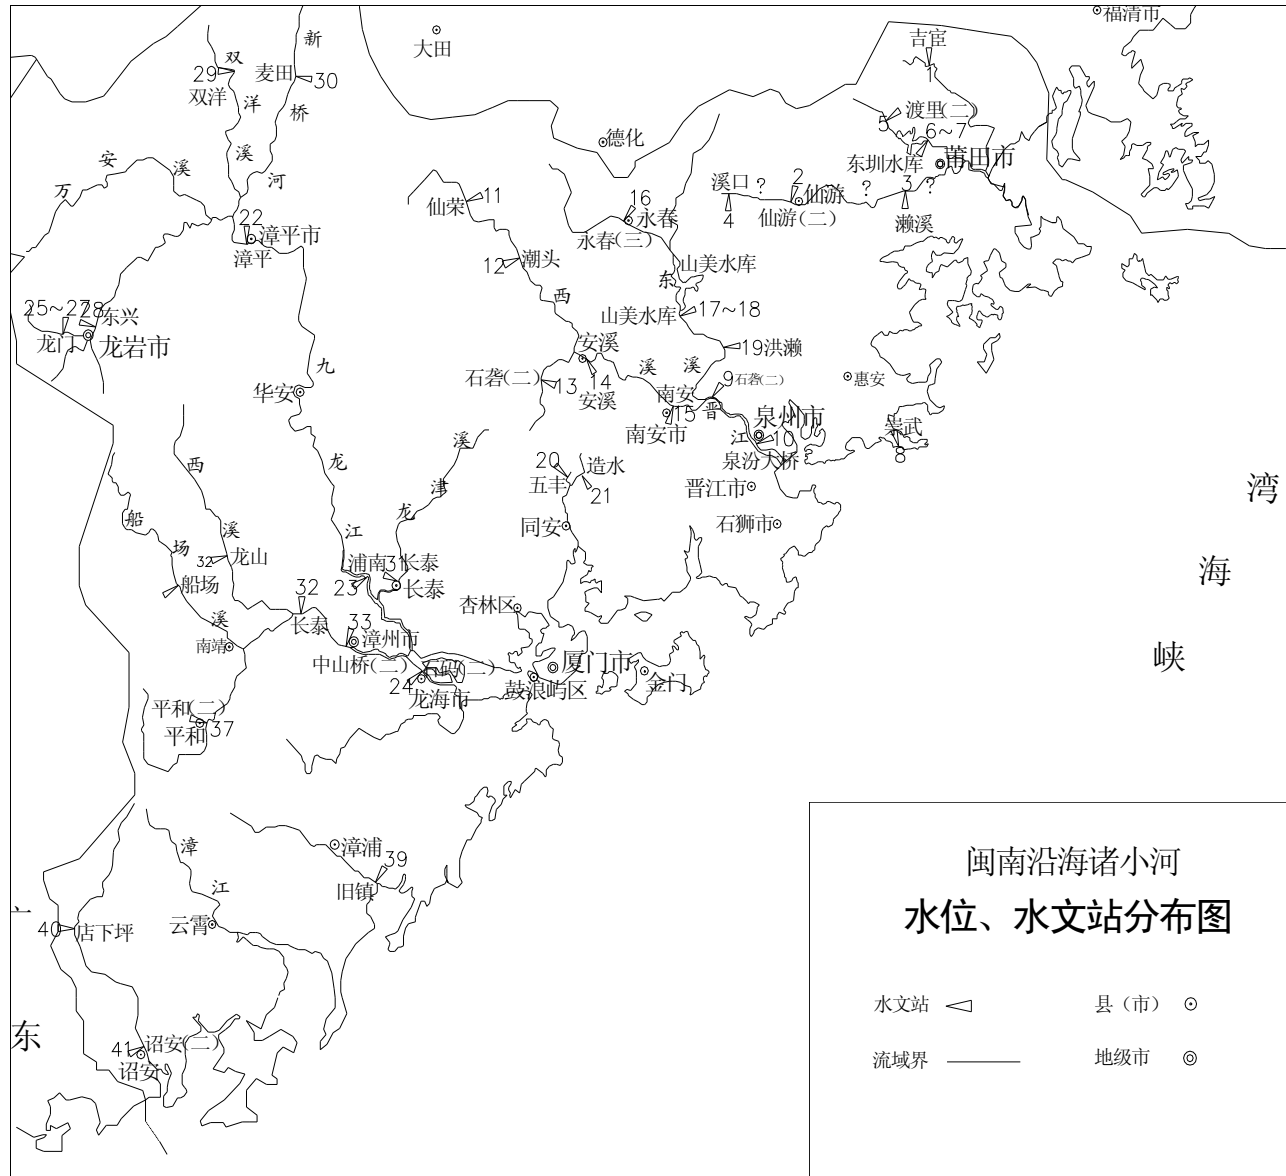 福清市
吉宦
1
大田
新
双
29
麦田
30
双洋
洋
桥
渡里(二)
5
6~7
莆田市
东圳水库
德化
安
溪
溪
河
万
11
仙荣
16
永春
永春(三)
溪口
?
2
仙游
?
3
?
4
仙游(二)
濑溪
22
漳平市
漳平
12
潮头
山美水库
东
西
25~27
28
东兴
龙门
龙岩市
山美水库
17~18
安溪
19洪濑
九
华安
石砻(二)
13
14
安溪
溪
溪
南安
9
石砻(二)
惠安
15
晋
南安市
泉州市
江
10
泉汾大桥
崇武
8
溪
西
龙
津
20
造水
五丰
21
晋江市
湾
船
场
溪
江
龙
同安
石狮市
32
龙山
浦南
31
长泰
23
长泰
海
船场
32
长泰
杏林区
溪
南靖
33
漳州市
中山桥(二)
石码(二)
24
龙海市
厦门市
鼓浪屿区
金门
峡
平和(二)
37
平和
漳
漳浦
39
旧镇
江
云霄
40
店下坪
东
41
诏安(二)
诏安
闽南沿海诸小河
水位、水文站分布图
水文站
县（市）
流域界
地级市